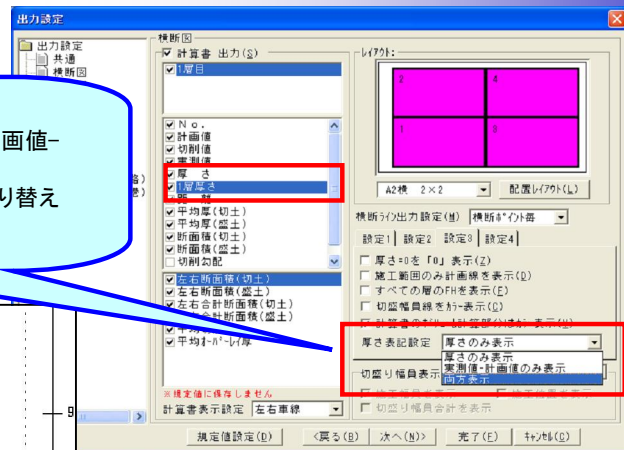 出力設定
出力設定
共通
横断図
画値−
り替え
横断図
計算書 出力(S)
1層目
No.
計画値
切削値
実測値
厚 さ
1層厚さ
平均厚(切土)
平均厚(盛土)
断面積(切土)
断面積(盛土)
切削勾配
左右断面積(切土)
左右断面積(盛土)
左右合計断面積(切土)
左右合計断面積(盛土)
平均オーバーレイ厚
※規定値に保存しません
計算書表示設定 左右車線
レイアウト:
2 4
1 3
A2横 2×2 配置レイアウト(L)
横断ライン出力設定(M) 横断ポイント毎
設定1 設定2 設定3 設定4
厚さ=0を「0」表示(Z)
施工範囲のみ計画線を表示(D)
すべての層のFHを表示(E)
切盛幅員線をカラー表示(C)
厚さ表記設定 厚さのみ表示
厚さのみ表示
実測値-計画値のみ表示
両方表示
切盛り幅員表示
切盛り幅員合計を表示
規定値設定(D) <戻る(B) 次へ(N)> 完了(F) キャンセル(C)
9